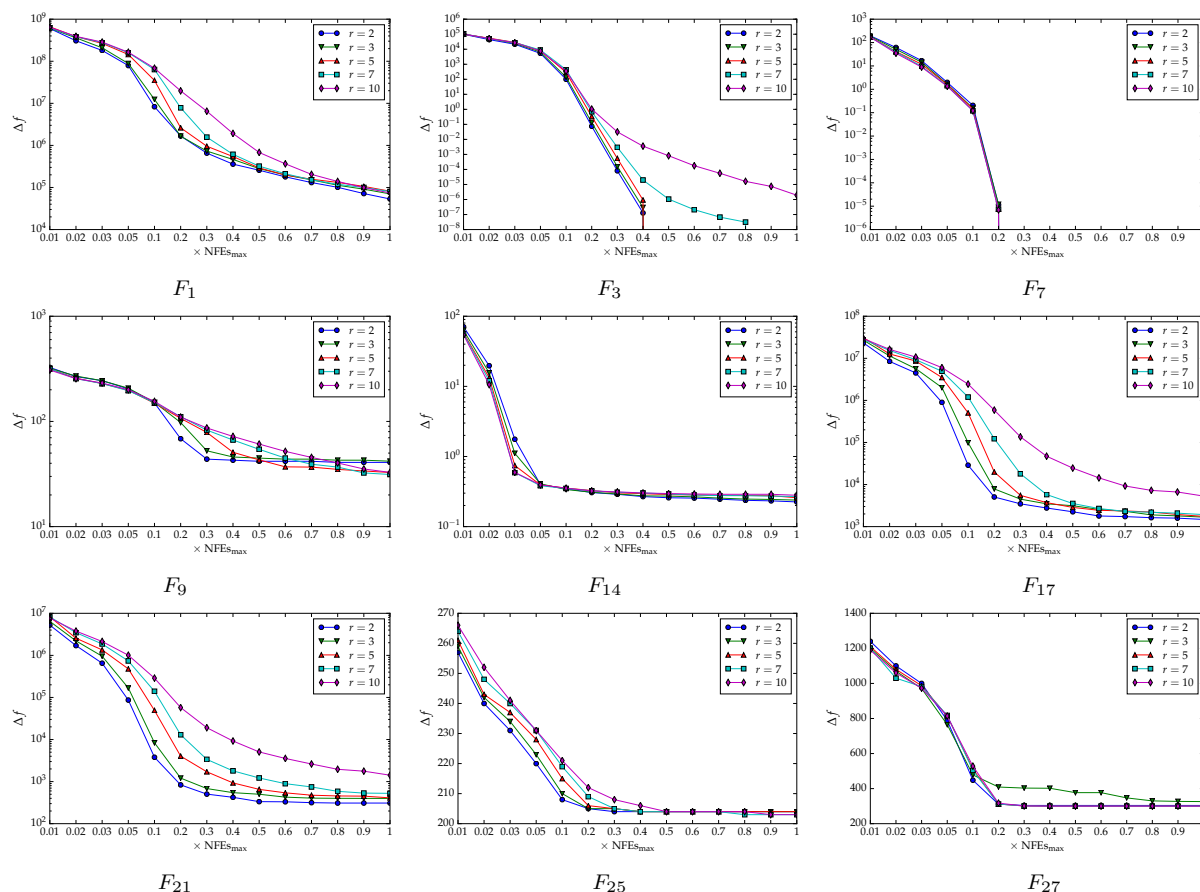 10^9
10^8
10^7
10^6
10^5
10^4
Δf
r = 2
r = 3
r = 5
r = 7
r = 10
0.01 0.02 0.03 0.05 0.1 0.2 0.3 0.4 0.5 0.6 0.7 0.8 0.9 1
× NFEs_max
F_1
10^6
10^5
10^4
10^3
10^2
10^1
10^0
10^-1
10^-2
10^-3
10^-4
10^-5
10^-6
10^-7
10^-8
Δf
r = 2
r = 3
r = 5
r = 7
r = 10
0.01 0.02 0.03 0.05 0.1 0.2 0.3 0.4 0.5 0.6 0.7 0.8 0.9 1
× NFEs_max
F_3
10^3
10^2
10^1
10^0
10^-1
10^-2
10^-3
10^-4
10^-5
10^-6
Δf
r = 2
r = 3
r = 5
r = 7
r = 10
0.01 0.02 0.03 0.05 0.1 0.2 0.3 0.4 0.5 0.6 0.7 0.8 0.9 1
× NFEs_max
F_7
10^3
10^2
10^1
Δf
r = 2
r = 3
r = 5
r = 7
r = 10
0.01 0.02 0.03 0.05 0.1 0.2 0.3 0.4 0.5 0.6 0.7 0.8 0.9 1
× NFEs_max
F_9
10^2
10^1
10^0
10^-1
Δf
r = 2
r = 3
r = 5
r = 7
r = 10
0.01 0.02 0.03 0.05 0.1 0.2 0.3 0.4 0.5 0.6 0.7 0.8 0.9 1
× NFEs_max
F_14
10^8
10^7
10^6
10^5
10^4
10^3
Δf
r = 2
r = 3
r = 5
r = 7
r = 10
0.01 0.02 0.03 0.05 0.1 0.2 0.3 0.4 0.5 0.6 0.7 0.8 0.9 1
× NFEs_max
F_17
10^7
10^6
10^5
10^4
10^3
10^2
Δf
r = 2
r = 3
r = 5
r = 7
r = 10
0.01 0.02 0.03 0.05 0.1 0.2 0.3 0.4 0.5 0.6 0.7 0.8 0.9 1
× NFEs_max
F_21
270
260
250
240
230
220
210
200
Δf
r = 2
r = 3
r = 5
r = 7
r = 10
0.01 0.02 0.03 0.05 0.1 0.2 0.3 0.4 0.5 0.6 0.7 0.8 0.9 1
× NFEs_max
F_25
1400
1200
1000
800
600
400
200
Δf
r = 2
r = 3
r = 5
r = 7
r = 10
0.01 0.02 0.03 0.05 0.1 0.2 0.3 0.4 0.5 0.6 0.7 0.8 0.9 1
× NFEs_max
F_27